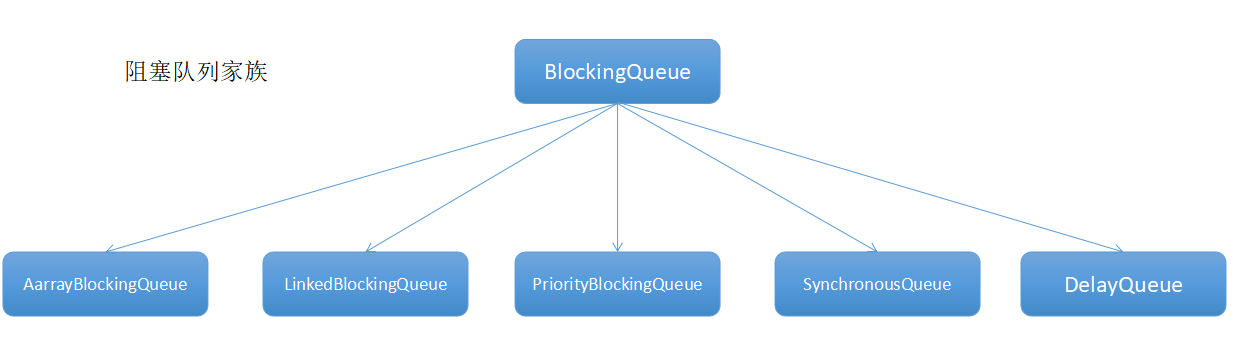 阻塞队列家族
BlockingQueue
AarrayBlockingQueue
LinkedBlockingQueue
PriorityBlockingQueue
SynchronousQueue
DelayQueue